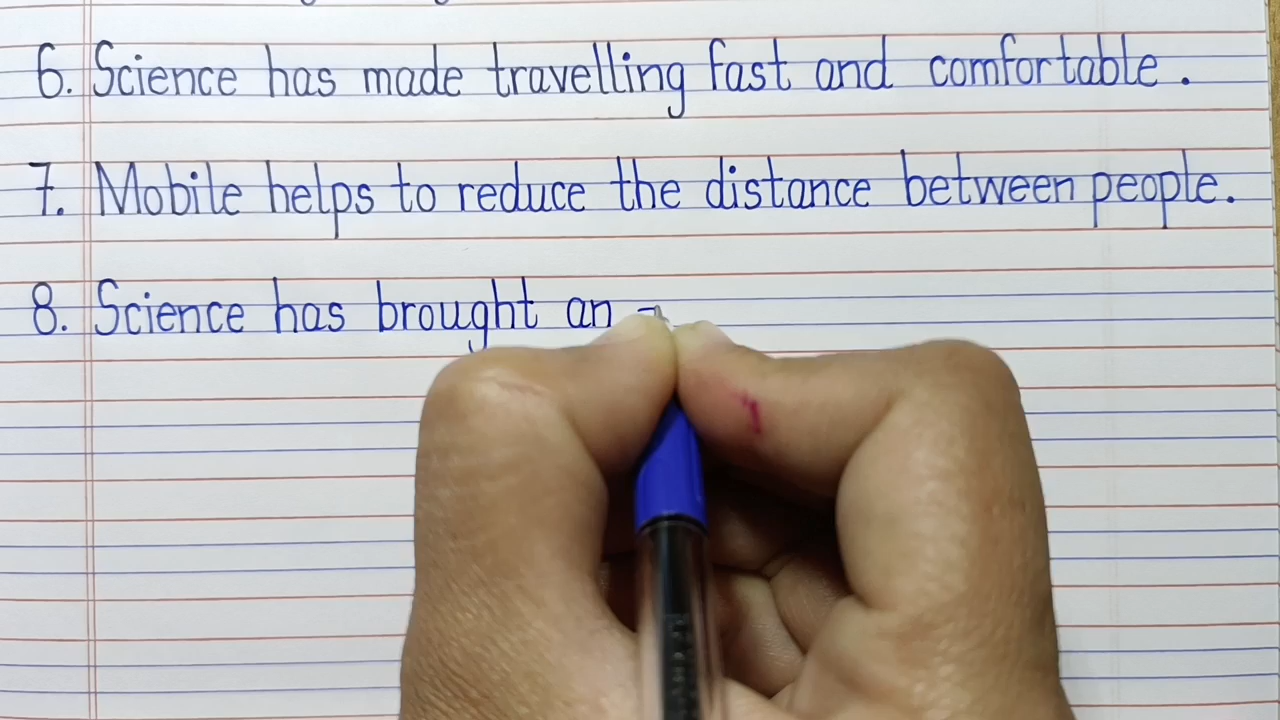 6. Science has made travelling fast and comfortable.
7. Mobile helps to reduce the distance between people.
8. Science has brought an